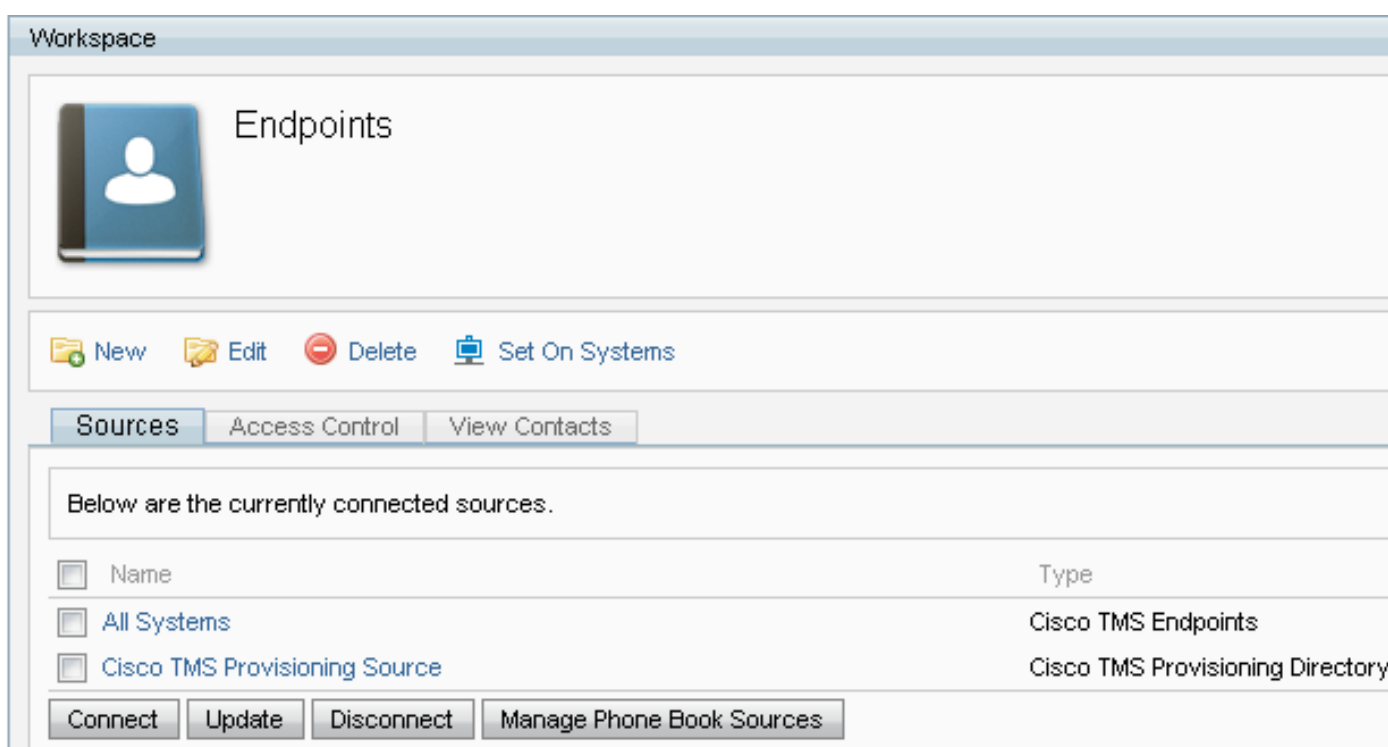 Workspace
Endpoints
New Edit Delete Set On Systems
Sources Access Control View Contacts
Below are the currently connected sources.
Name Type
All Systems Cisco TMS Endpoints
Cisco TMS Provisioning Source Cisco TMS Provisioning Directory
Connect Update Disconnect Manage Phone Book Sources